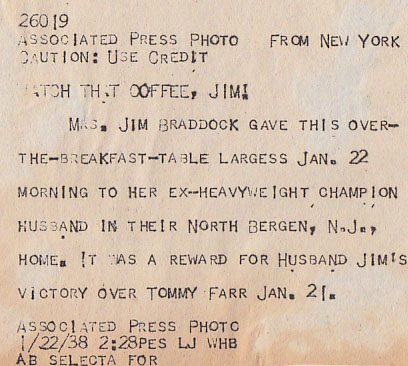 26019
ASSOCIATED PRESS PHOTO FROM NEW YORK
CAUTION: USE CREDIT
WATCH THAT COFFEE, JIM!
MRS. JIM BRADDOCK GAVE THIS OVER-
THE-BREAKFAST-TABLE LARGESS JAN. 22
MORNING TO HER EX-HEAVYWEIGHT CHAMPION
HUSBAND IN THEIR NORTH BERGEN, N.J.,
HOME. IT WAS A REWARD FOR HUSBAND JIM'S
VICTORY OVER TOMMY FARR JAN. 21.
ASSOCIATED PRESS PHOTO
1/22/38 2:28PES LJ WHB
AB SELECTA FOR